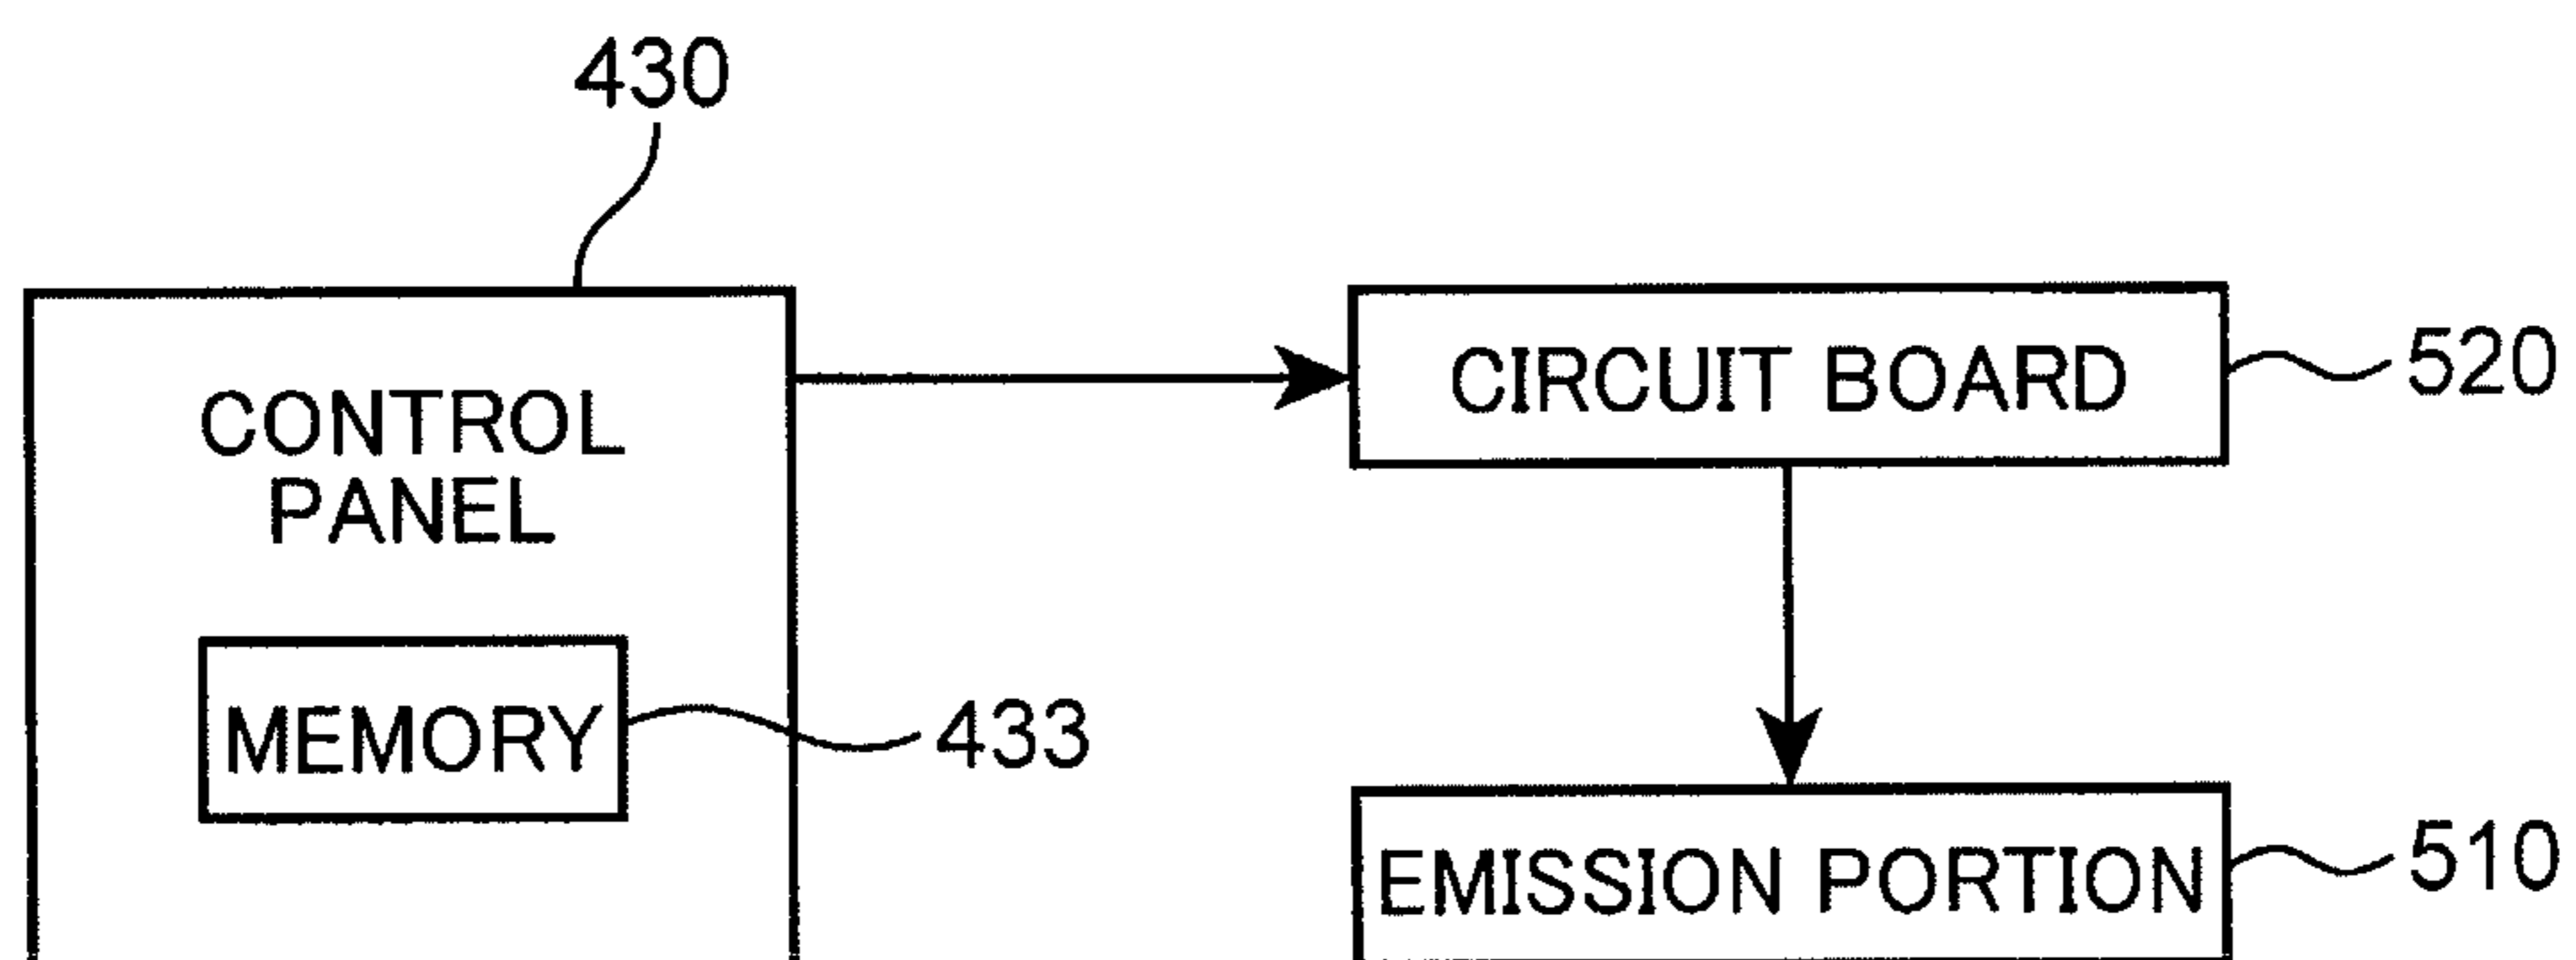 430
CIRCUIT BOARD
520
CONTROL
PANEL
MEMORY
433
EMISSION PORTION
510